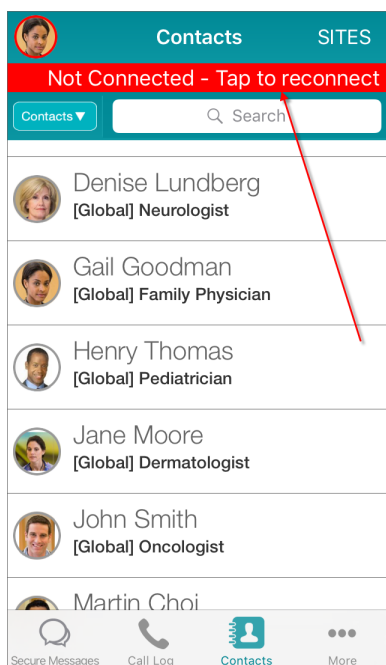 Contacts SITES
Not Connected - Tap to reconnect
Contacts▼ Search
Denise Lundberg
[Global] Neurologist
Gail Goodman
[Global] Family Physician
Henry Thomas
[Global] Pediatrician
Jane Moore
[Global] Dermatologist
John Smith
[Global] Oncologist
Martin Choi
Secure Messages Call Log Contacts More